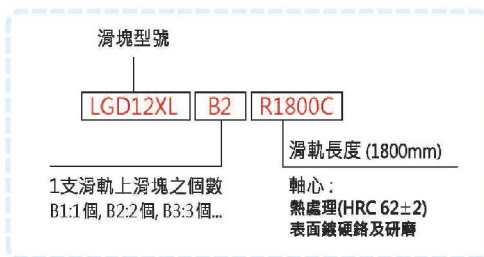 滑塊型號
LGD12XL B2 R1800C
滑軌長度 (1800mm)
1支滑軌上滑塊之個數
B1:1個, B2:2個, B3:3個...
軸心:
熱處理(HRC 62±2)
表面鍍硬鉻及研磨